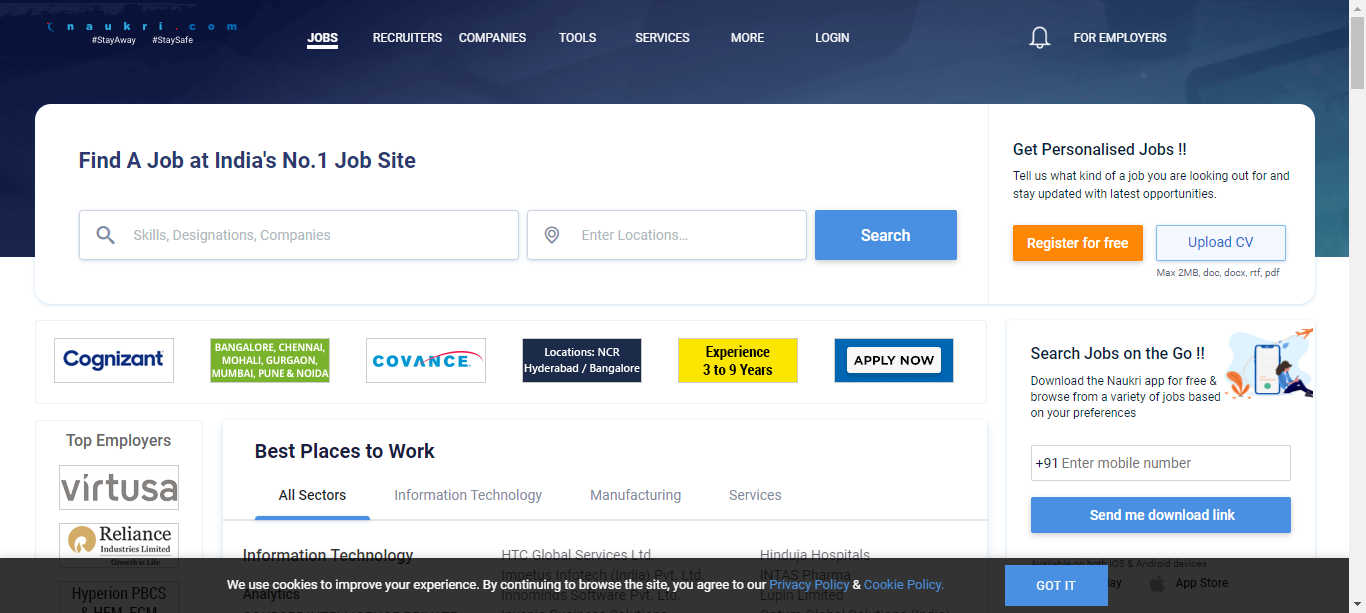 naukri.com
#StayAway #StaySafe
JOBS RECRUITERS COMPANIES TOOLS SERVICES MORE LOGIN FOR EMPLOYERS
Find A Job at India's No.1 Job Site
Skills, Designations, Companies
Enter Locations...
Search
Get Personalised Jobs !!
Tell us what kind of a job you are looking out for and
stay updated with latest opportunities.
Register for free
Upload CV
Max 2MB, doc, docx, rtf, pdf
Cognizant
BANGALORE, CHENNAI,
MOHALI, GURGAON,
MUMBAI, PUNE & NOIDA
COVANCE
Locations: NCR
Hyderabad / Bangalore
Experience
3 to 9 Years
APPLY NOW
Search Jobs on the Go !!
Download the Naukri app for free &
browse from a variety of jobs based
on your preferences
+91 Enter mobile number
Send me download link
Available on both iOS & Android devices
App Store
Top Employers
virtusa
Reliance
Industries Limited
Growth is Life
Hyperion PBCS
& HFM, FCM
Best Places to Work
All Sectors Information Technology Manufacturing Services
Information Technology
Analytics
HTC Global Services Ltd
Impetus Infotech (India) Pvt. Ltd.
Innominds Software Pvt. Ltd.
Hinduja Hospitals
INTAS Pharma
Lupin Limited
We use cookies to improve your experience. By continuing to browse the site, you agree to our Privacy Policy & Cookie Policy.
GOT IT